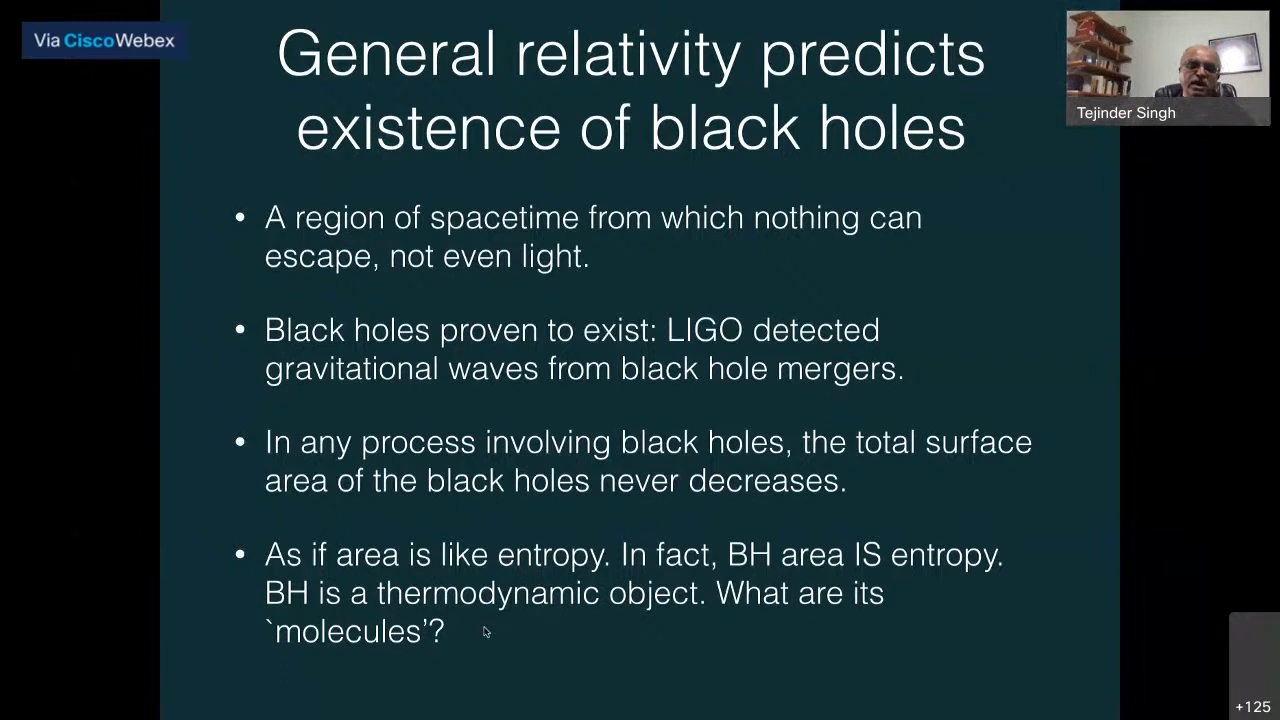 Via Cisco Webex
General relativity predicts
existence of black holes
Tejinder Singh
• A region of spacetime from which nothing can
escape, not even light.
• Black holes proven to exist: LIGO detected
gravitational waves from black hole mergers.
• In any process involving black holes, the total surface
area of the black holes never decreases.
• As if area is like entropy. In fact, BH area IS entropy.
BH is a thermodynamic object. What are its
`molecules’?
+125